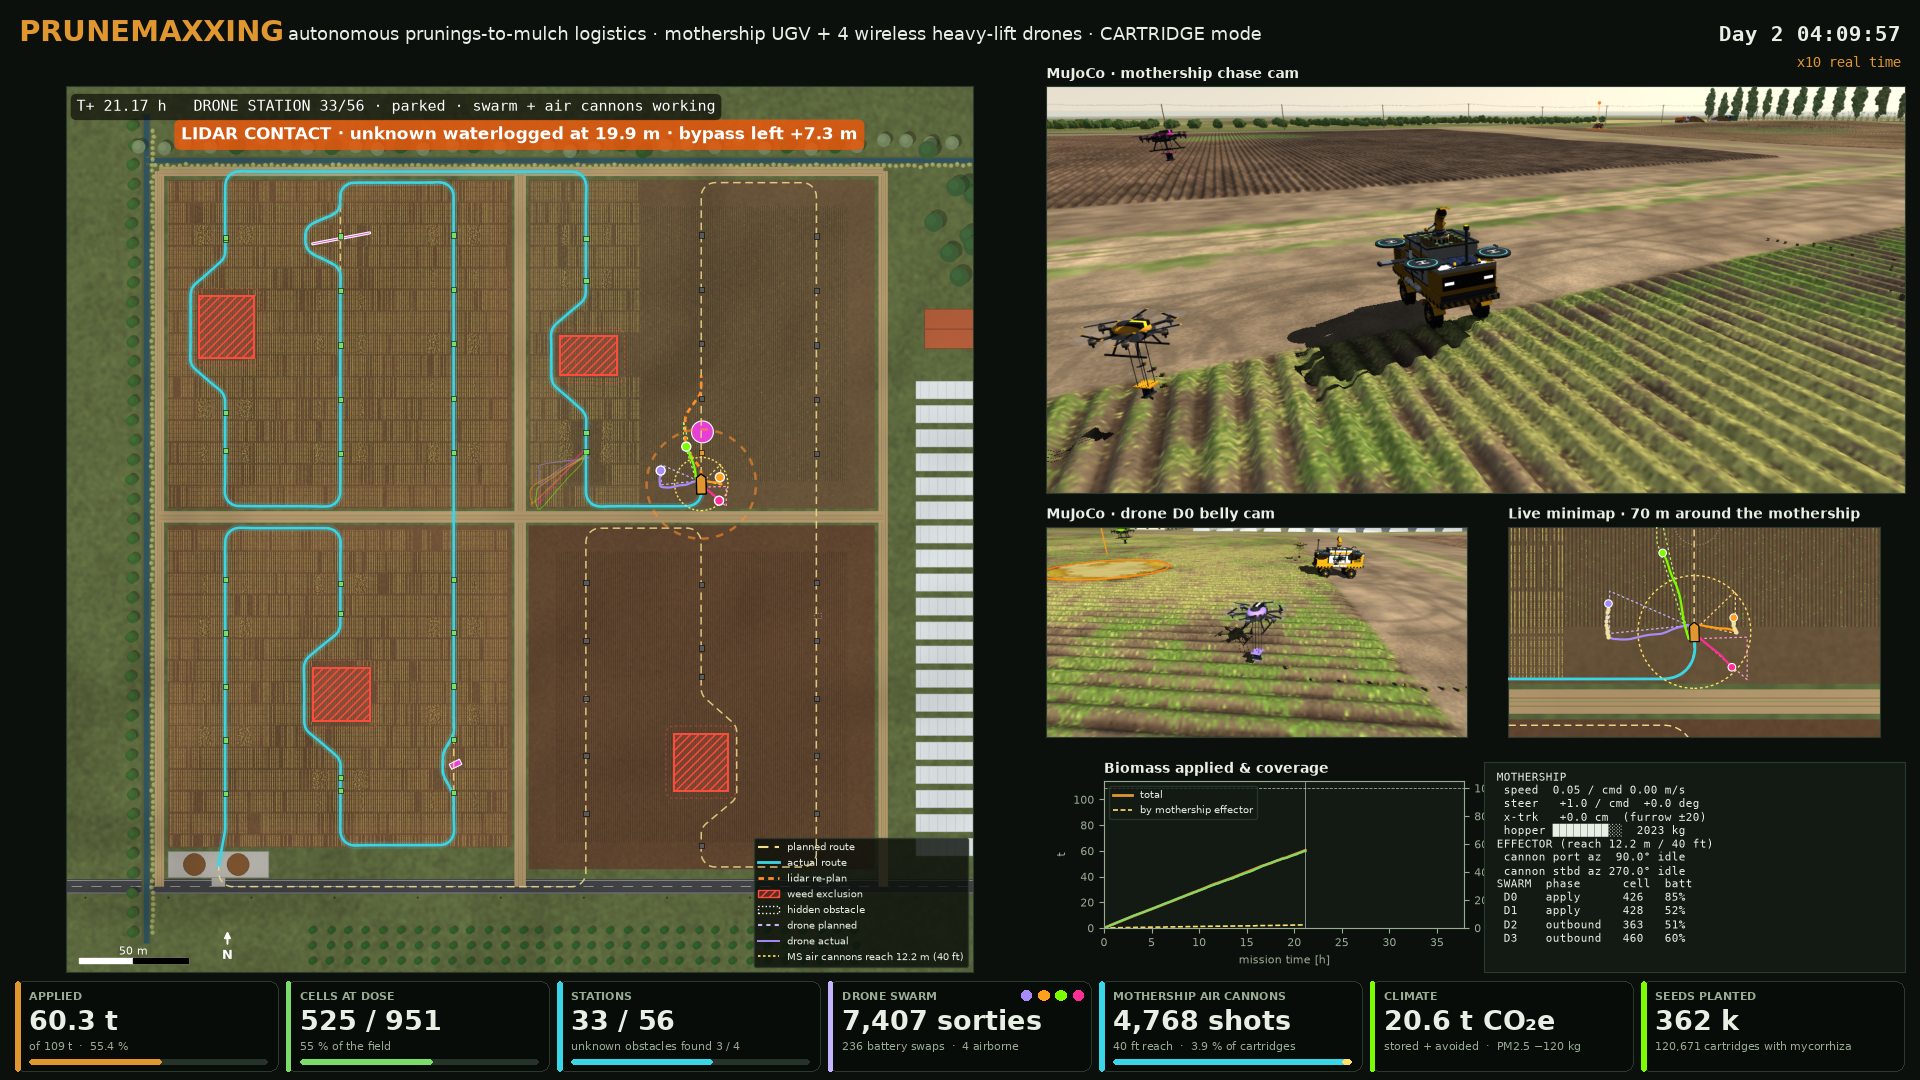 PRUNEMAXXING autonomous prunings-to-mulch logistics · mothership UGV + 4 wireless heavy-lift drones · CARTRIDGE mode
Day 2 04:09:57
x10 real time
T+ 21.17 h   DRONE STATION 33/56 · parked · swarm + air cannons working
LIDAR CONTACT · unknown waterlogged at 19.9 m · bypass left +7.3 m
50 m
N
planned route
actual route
lidar re-plan
weed exclusion
hidden obstacle
drone planned
drone actual
MS air cannons reach 12.2 m (40 ft)
MuJoCo · mothership chase cam
MuJoCo · drone D0 belly cam
Live minimap · 70 m around the mothership
Biomass applied & coverage
total
by mothership effector
100
80
60
40
20
0
t
0 5 10 15 20 25 30 35
mission time [h]
MOTHERSHIP
speed  0.05 / cmd 0.00 m/s
steer   +1.0 / cmd  +0.0 deg
x-trk   +0.0 cm  (furrow ±20)
hopper 2023 kg
EFFECTOR (reach 12.2 m / 40 ft)
cannon port az  90.0° idle
cannon stbd az 270.0° idle
SWARM  phase       cell  batt
D0    apply      426   85%
D1    apply      428   52%
D2    outbound   363   51%
D3    outbound   460   60%
APPLIED
60.3 t
of 109 t · 55.4 %
CELLS AT DOSE
525 / 951
55 % of the field
STATIONS
33 / 56
unknown obstacles found 3 / 4
DRONE SWARM
7,407 sorties
236 battery swaps · 4 airborne
MOTHERSHIP AIR CANNONS
4,768 shots
40 ft reach · 3.9 % of cartridges
CLIMATE
20.6 t CO₂e
stored + avoided · PM2.5 −120 kg
SEEDS PLANTED
362 k
120,671 cartridges with mycorrhiza